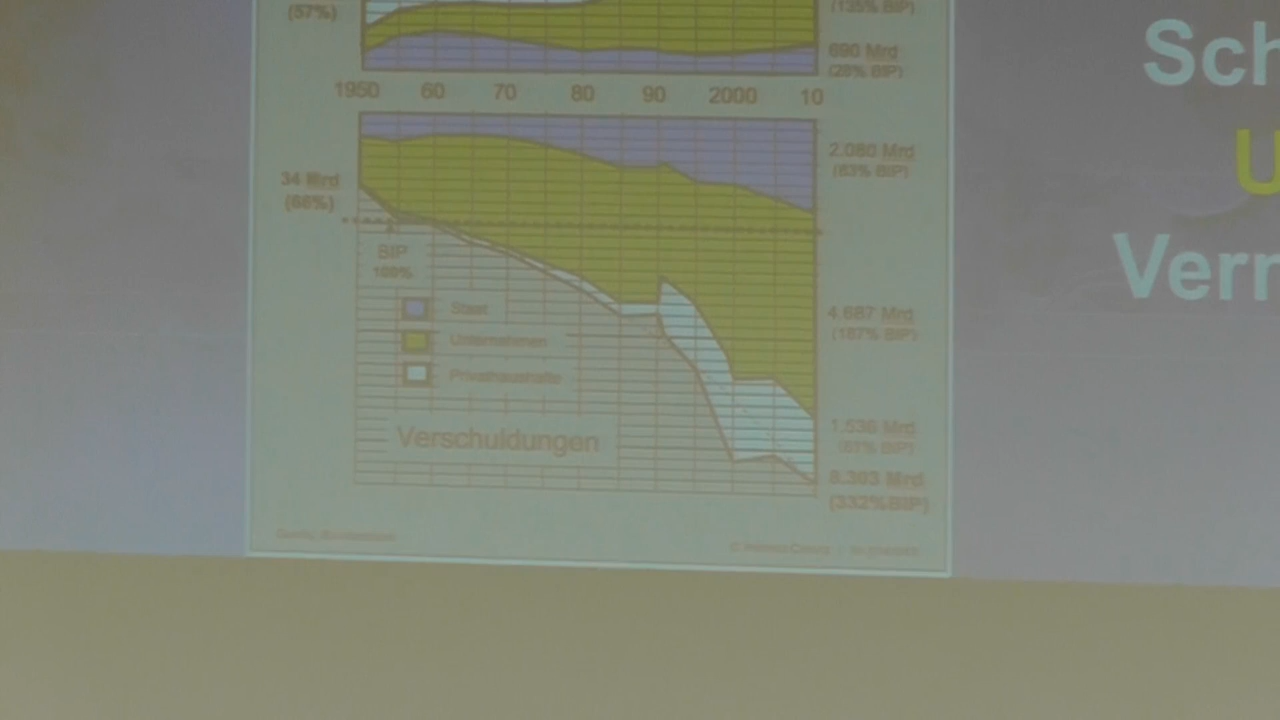 (57%)
(135% BIP)
690 Mrd
(28% BIP)
1950 60 70 80 90 2000 10
2.080 Mrd
(83% BIP)
34 Mrd
(68%)
BIP
100%
Staat
Unternehmen
Privathaushalte
4.687 Mrd
(187% BIP)
Verschuldungen
1.536 Mrd
(61% BIP)
8.303 Mrd
(332% BIP)
Sch
U
Verm